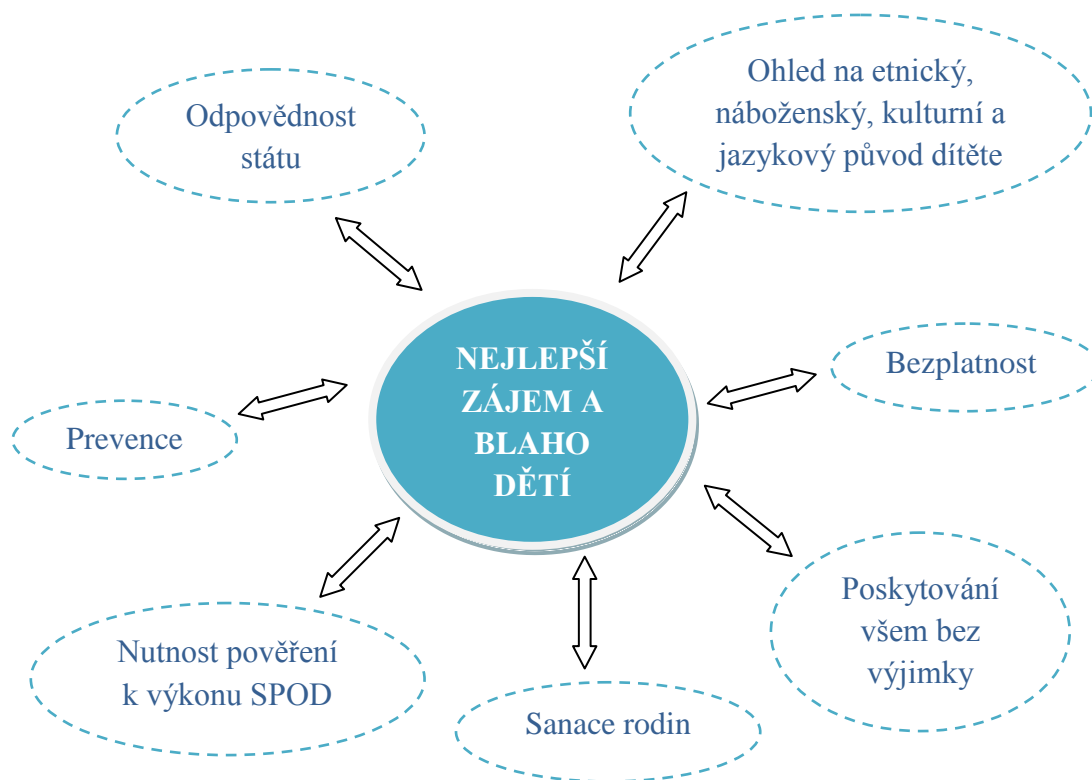 Odpovědnost
státu
Ohled na etnický,
náboženský, kulturní a
jazykový původ dítěte
NEJLEPŠÍ
ZÁJEM A
BLAHO
DĚTÍ
Bezplatnost
Prevence
Poskytování
všem bez
výjimky
Nutnost pověření
k výkonu SPOD
Sanace rodin